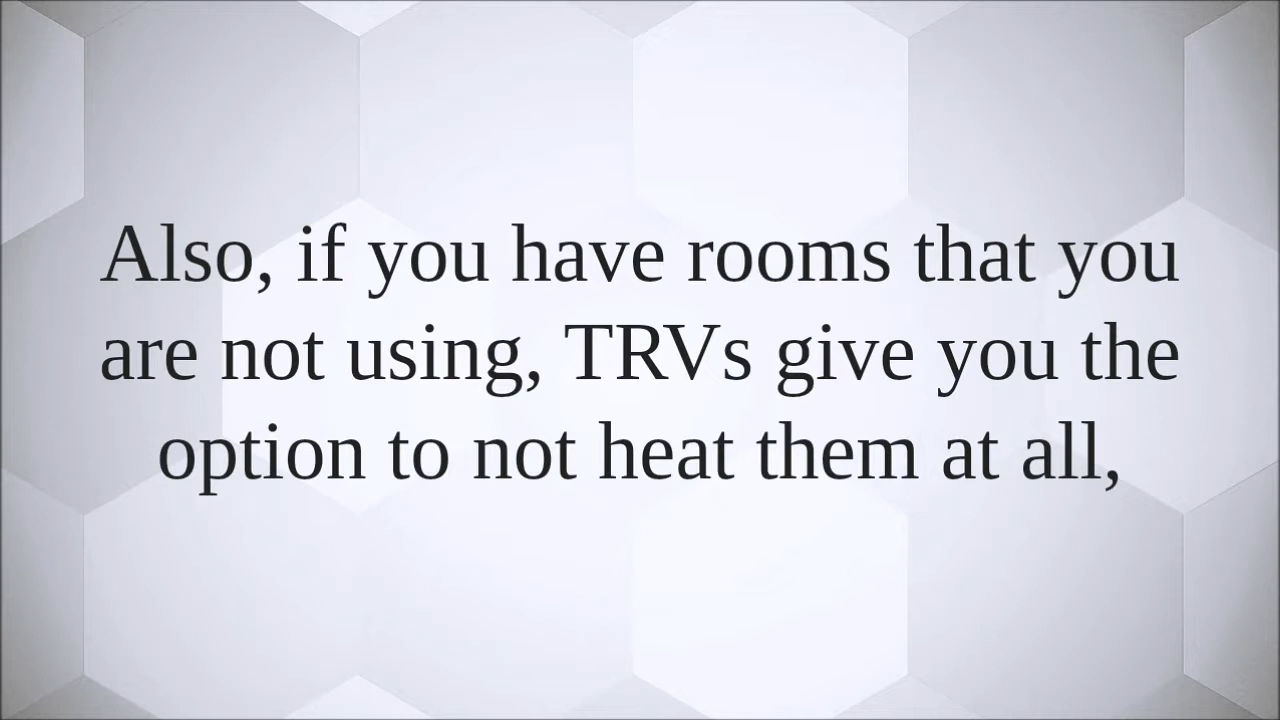 Also, if you have rooms that you
are not using, TRVs give you the
option to not heat them at all,